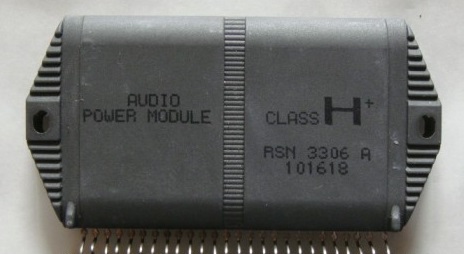 AUDIO
POWER MODULE
CLASS H+
RSN 3306 A
101618